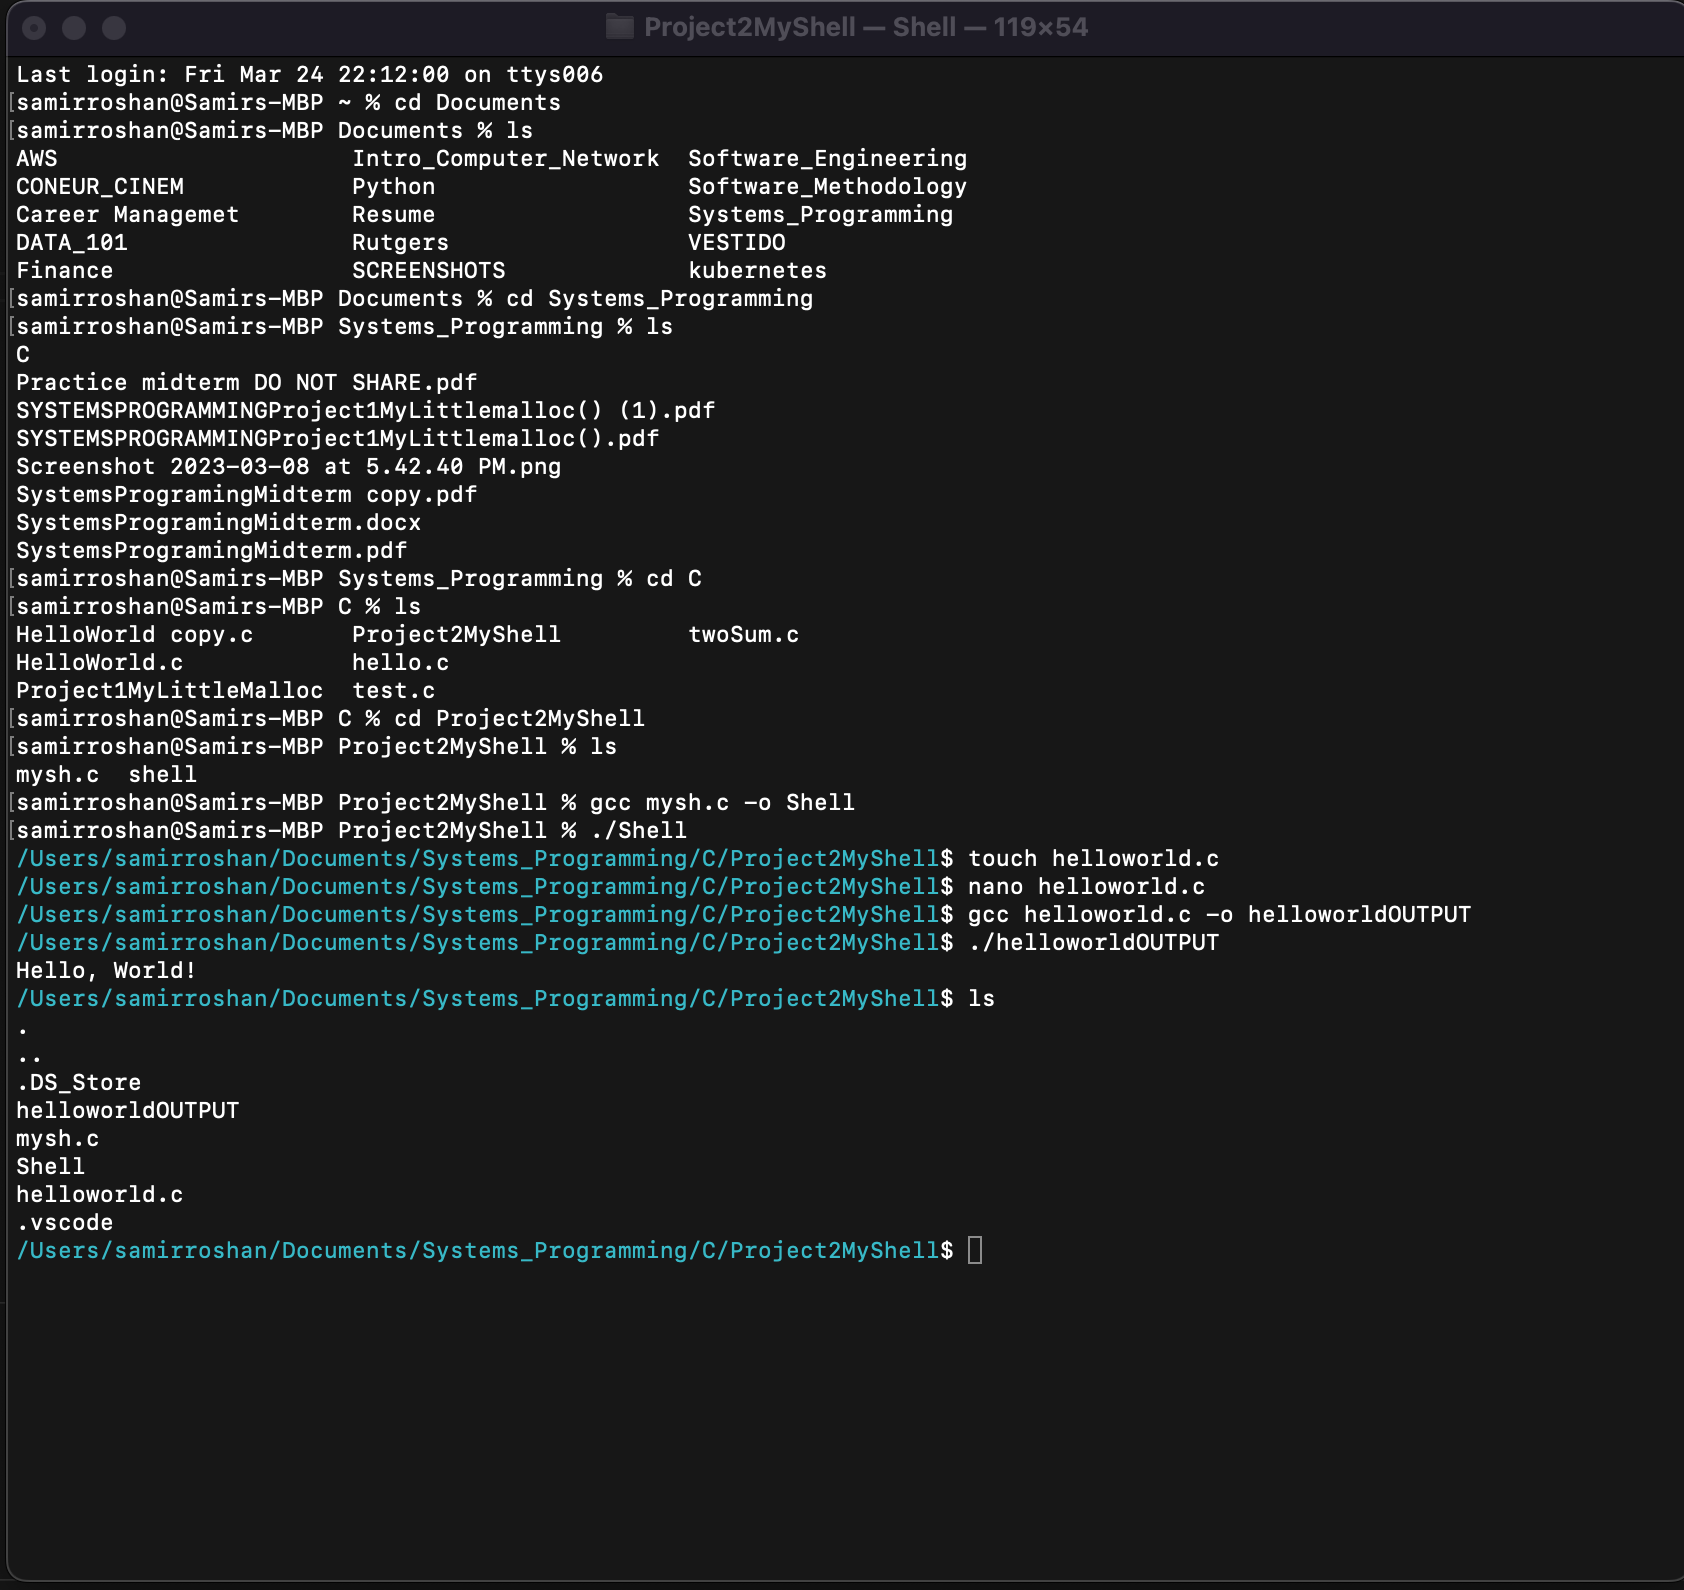 Project2MyShell — Shell — 119×54
Last login: Fri Mar 24 22:12:00 on ttys006
[samirroshan@Samirs-MBP ~ % cd Documents
[samirroshan@Samirs-MBP Documents % ls
AWS                     Intro_Computer_Network  Software_Engineering
CONEUR_CINEM            Python                  Software_Methodology
Career Managemet        Resume                  Systems_Programming
DATA_101                Rutgers                 VESTIDO
Finance                 SCREENSHOTS             kubernetes
[samirroshan@Samirs-MBP Documents % cd Systems_Programming
[samirroshan@Samirs-MBP Systems_Programming % ls
C
Practice midterm DO NOT SHARE.pdf
SYSTEMSPROGRAMMINGProject1MyLittlemalloc() (1).pdf
SYSTEMSPROGRAMMINGProject1MyLittlemalloc().pdf
Screenshot 2023-03-08 at 5.42.40 PM.png
SystemsProgramingMidterm copy.pdf
SystemsProgramingMidterm.docx
SystemsProgramingMidterm.pdf
[samirroshan@Samirs-MBP Systems_Programming % cd C
[samirroshan@Samirs-MBP C % ls
HelloWorld copy.c       Project2MyShell         twoSum.c
HelloWorld.c            hello.c
Project1MyLittleMalloc  test.c
[samirroshan@Samirs-MBP C % cd Project2MyShell
[samirroshan@Samirs-MBP Project2MyShell % ls
mysh.c  shell
[samirroshan@Samirs-MBP Project2MyShell % gcc mysh.c -o Shell
[samirroshan@Samirs-MBP Project2MyShell % ./Shell
/Users/samirroshan/Documents/Systems_Programming/C/Project2MyShell$ touch helloworld.c
/Users/samirroshan/Documents/Systems_Programming/C/Project2MyShell$ nano helloworld.c
/Users/samirroshan/Documents/Systems_Programming/C/Project2MyShell$ gcc helloworld.c -o helloworldOUTPUT
/Users/samirroshan/Documents/Systems_Programming/C/Project2MyShell$ ./helloworldOUTPUT
Hello, World!
/Users/samirroshan/Documents/Systems_Programming/C/Project2MyShell$ ls
.
..
.DS_Store
helloworldOUTPUT
mysh.c
Shell
helloworld.c
.vscode
/Users/samirroshan/Documents/Systems_Programming/C/Project2MyShell$